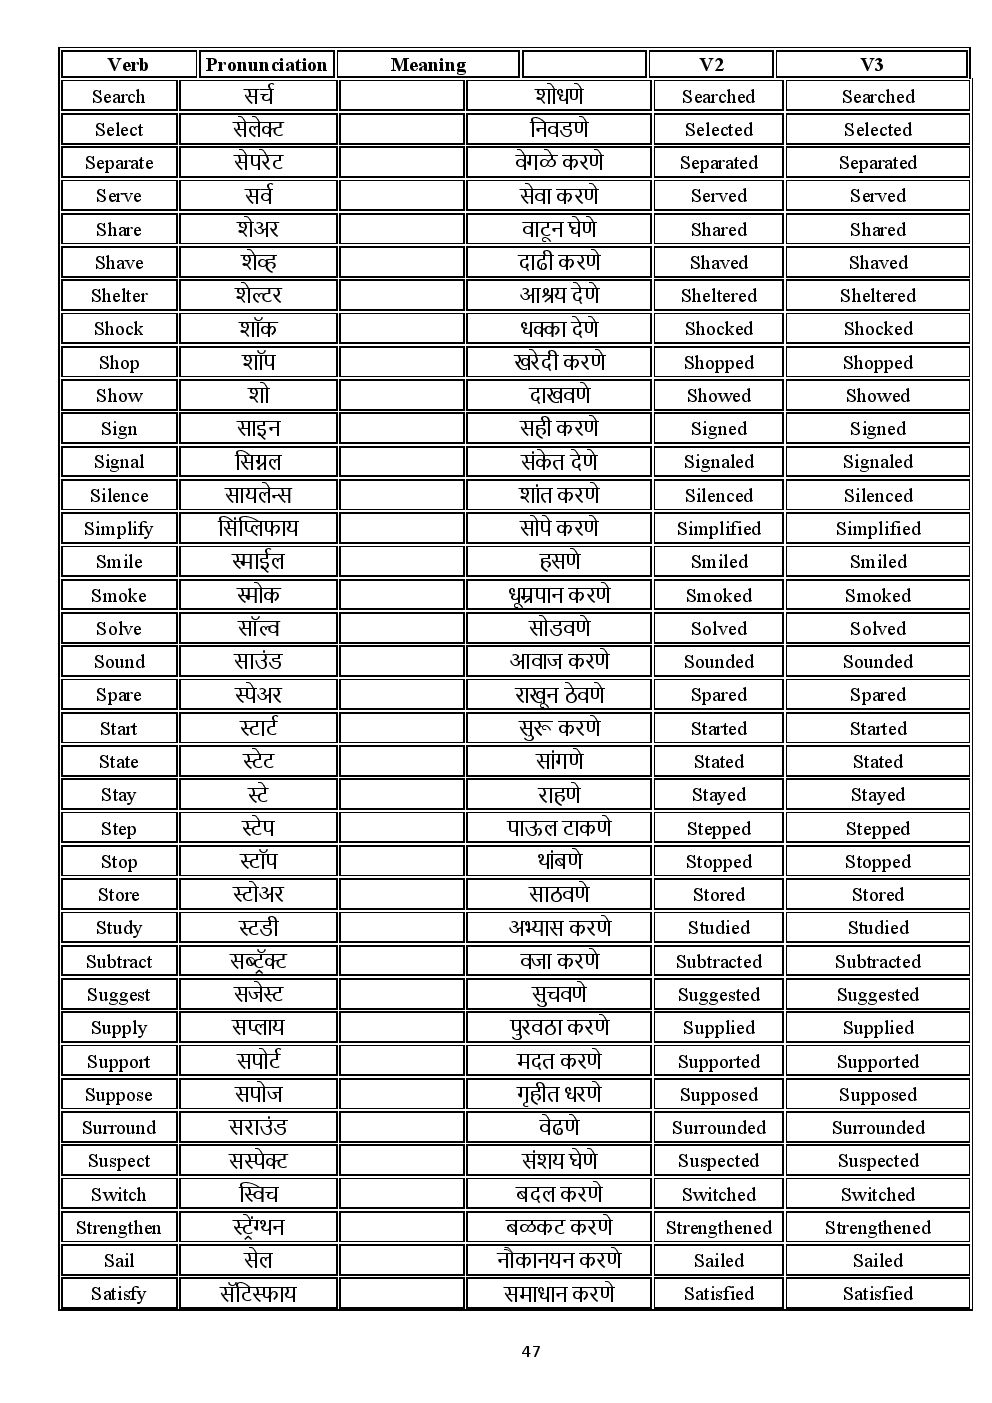 Verb Pronunciation Meaning V2 V3
Search सर्च शोधणे Searched Searched
Select सेलेक्ट निवडणे Selected Selected
Separate सेपरेट वेगळे करणे Separated Separated
Serve सर्व सेवा करणे Served Served
Share शेअर वाटून घेणे Shared Shared
Shave शेव्ह दाढी करणे Shaved Shaved
Shelter शेल्टर आश्रय देणे Sheltered Sheltered
Shock शॉक धक्का देणे Shocked Shocked
Shop शॉप खरेदी करणे Shopped Shopped
Show शो दाखवणे Showed Showed
Sign साइन सही करणे Signed Signed
Signal सिग्नल संकेत देणे Signaled Signaled
Silence सायलेन्स शांत करणे Silenced Silenced
Simplify सिंप्लिफाय सोपे करणे Simplified Simplified
Smile स्माईल हसणे Smiled Smiled
Smoke स्मोक धूम्रपान करणे Smoked Smoked
Solve सॉल्व सोडवणे Solved Solved
Sound साउंड आवाज करणे Sounded Sounded
Spare स्पेअर राखून ठेवणे Spared Spared
Start स्टार्ट सुरू करणे Started Started
State स्टेट सांगणे Stated Stated
Stay स्टे राहणे Stayed Stayed
Step स्टेप पाऊल टाकणे Stepped Stepped
Stop स्टॉप थांबणे Stopped Stopped
Store स्टोअर साठवणे Stored Stored
Study स्टडी अभ्यास करणे Studied Studied
Subtract सब्ट्रॅक्ट वजा करणे Subtracted Subtracted
Suggest सजेस्ट सुचवणे Suggested Suggested
Supply सप्लाय पुरवठा करणे Supplied Supplied
Support सपोर्ट मदत करणे Supported Supported
Suppose सपोज गृहीत धरणे Supposed Supposed
Surround सराउंड वेढणे Surrounded Surrounded
Suspect सस्पेक्ट संशय घेणे Suspected Suspected
Switch स्विच बदल करणे Switched Switched
Strengthen स्ट्रेंग्थन बळकट करणे Strengthened Strengthened
Sail सेल नौकानयन करणे Sailed Sailed
Satisfy सॅटिस्फाय समाधान करणे Satisfied Satisfied
47